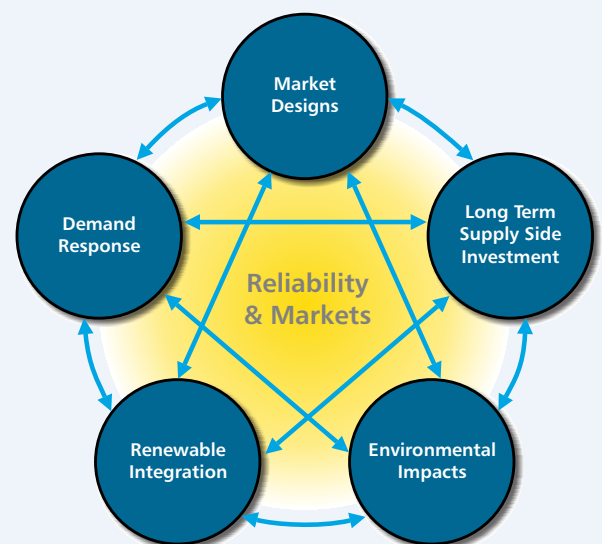 Market
Designs
Demand
Response
Long Term
Supply Side
Investment
Reliability
& Markets
Renewable
Integration
Environmental
Impacts